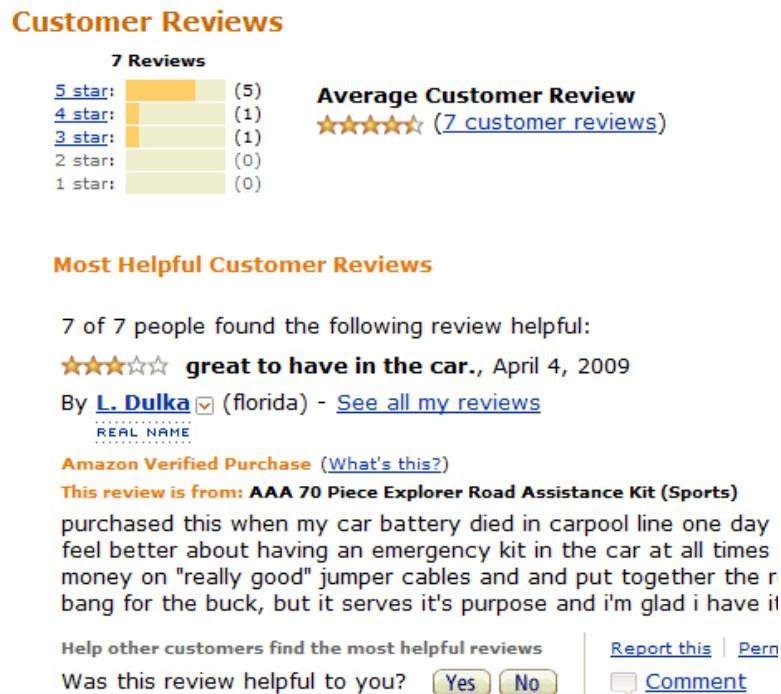 Customer Reviews
7 Reviews
5 star: (5)
4 star: (1)
3 star: (1)
2 star: (0)
1 star: (0)
Average Customer Review
(7 customer reviews)
Most Helpful Customer Reviews
7 of 7 people found the following review helpful:
great to have in the car., April 4, 2009
By L. Dulka (florida) - See all my reviews
REAL NAME
Amazon Verified Purchase (What's this?)
This review is from: AAA 70 Piece Explorer Road Assistance Kit (Sports)
purchased this when my car battery died in carpool line one day
feel better about having an emergency kit in the car at all times
money on "really good" jumper cables and and put together the
bang for the buck, but it serves it's purpose and i'm glad i have
Help other customers find the most helpful reviews
Was this review helpful to you? Yes No
Report this | Perm
Comment